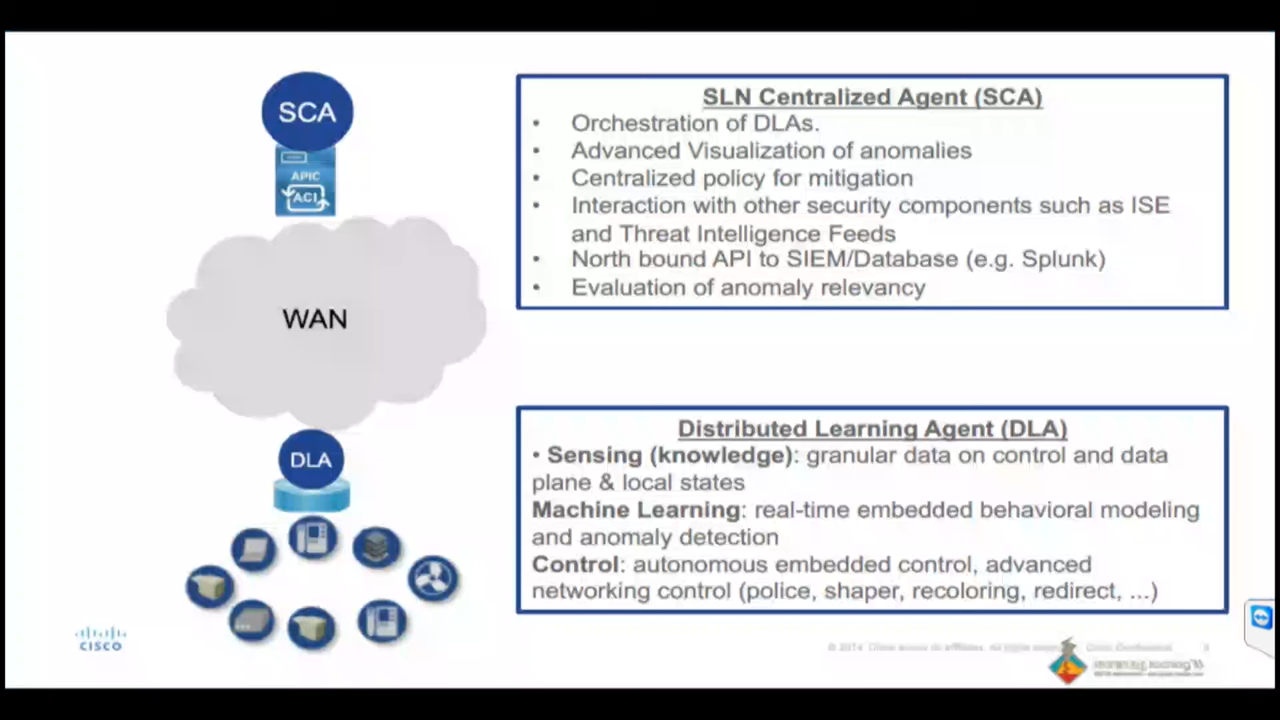 SCA
APIC
ACI
WAN
DLA
SLN Centralized Agent (SCA)
• Orchestration of DLAs.
• Advanced Visualization of anomalies
• Centralized policy for mitigation
• Interaction with other security components such as ISE
and Threat Intelligence Feeds
• North bound API to SIEM/Database (e.g. Splunk)
• Evaluation of anomaly relevancy
Distributed Learning Agent (DLA)
• Sensing (knowledge): granular data on control and data
plane & local states
Machine Learning: real-time embedded behavioral modeling
and anomaly detection
Control: autonomous embedded control, advanced
networking control (police, shaper, recoloring, redirect, ...)
CISCO